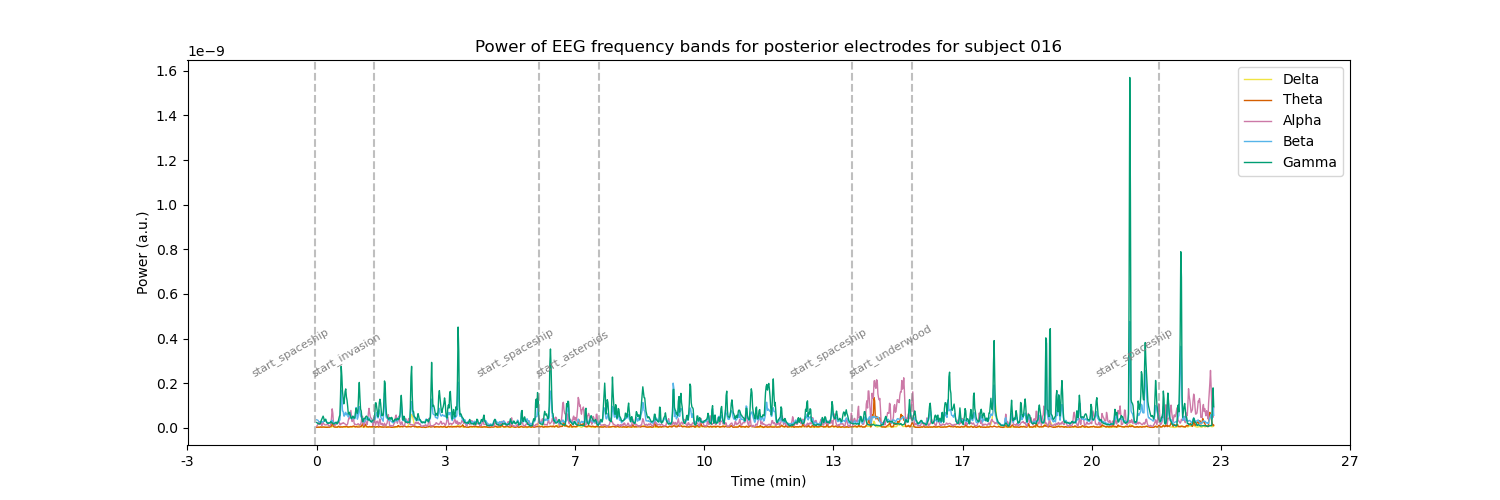 Power of EEG frequency bands for posterior electrodes for subject 016
1e−9
1.6
1.4
1.2
1.0
0.8
0.6
0.4
0.2
0.0
Power (a.u.)
start_spaceship
start_invasion
start_spaceship
start_asteroids
start_spaceship
start_underwood
start_spaceship
Delta
Theta
Alpha
Beta
Gamma
-3
0
3
7
10
13
17
20
23
27
Time (min)